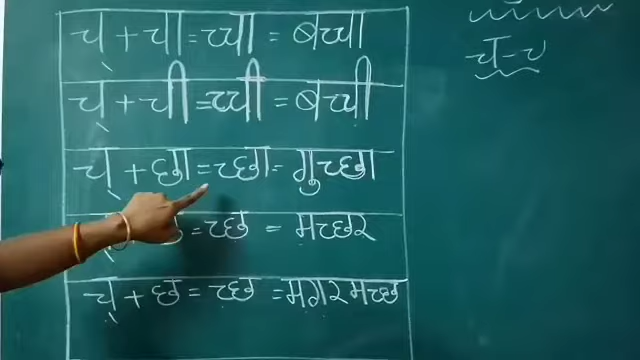 च् + चा = च्चा = बच्चा
च् + ची = च्ची = बच्ची
च् + छा = च्छा = गुच्छा
= च्छ = मच्छर
च् + छ = च्छ = मगरमच्छ
च - च